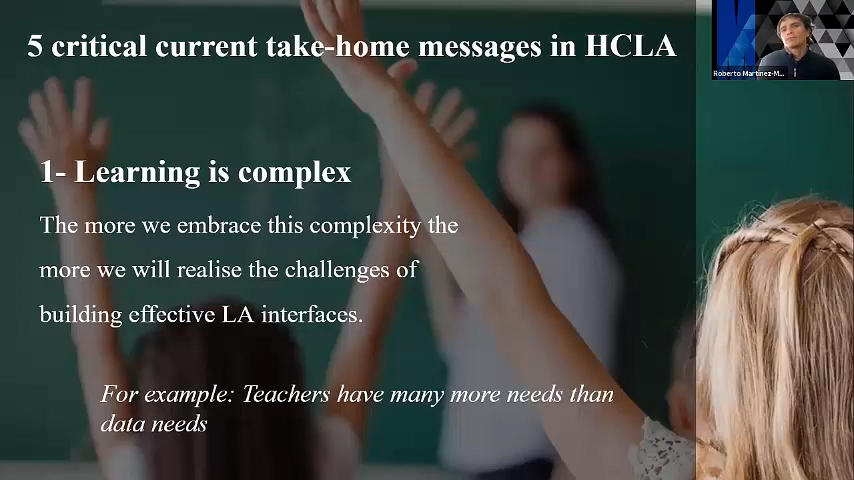 5 critical current take-home messages in HCLA
Roberto Martinez-M...
1- Learning is complex
The more we embrace this complexity the
more we will realise the challenges of
building effective LA interfaces.
For example: Teachers have many more needs than
data needs